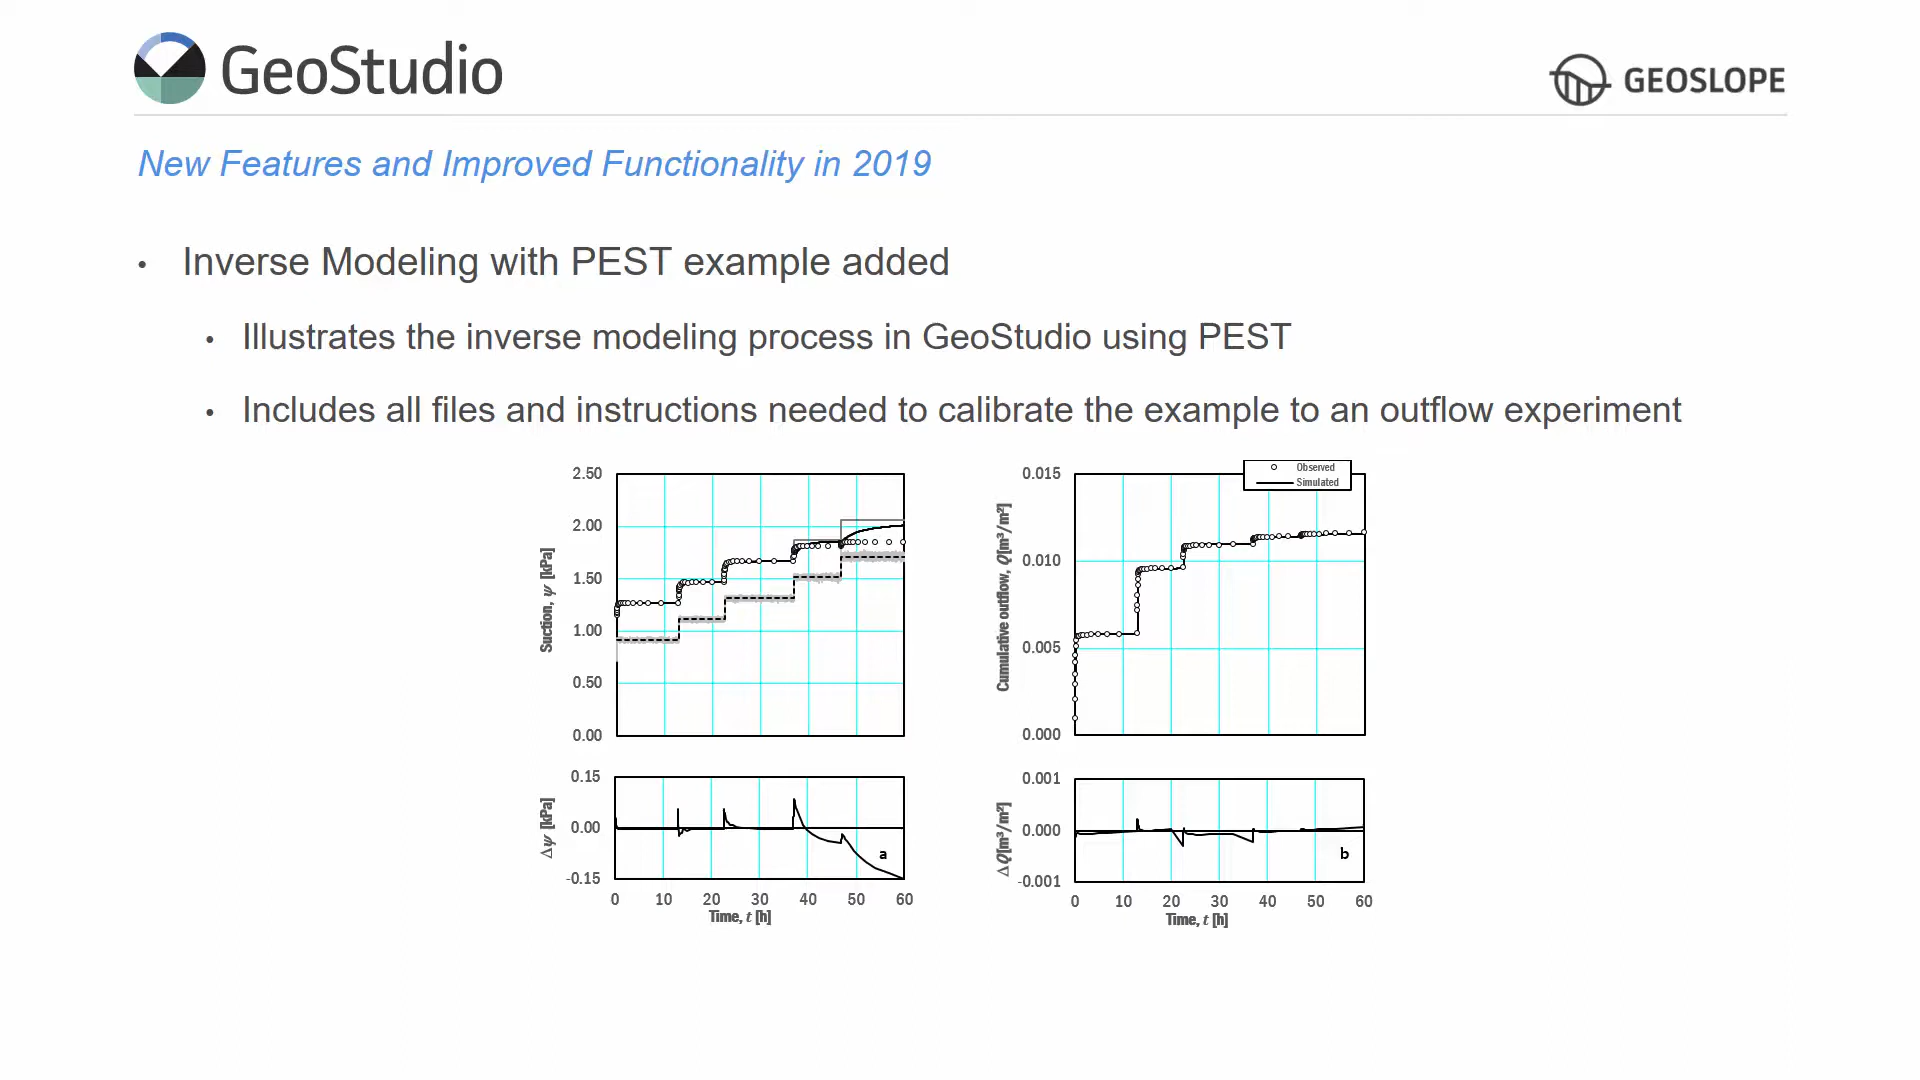 GeoStudio
GEOSLOPE
New Features and Improved Functionality in 2019
• Inverse Modeling with PEST example added
• Illustrates the inverse modeling process in GeoStudio using PEST
• Includes all files and instructions needed to calibrate the example to an outflow experiment
2.50
2.00
1.50
1.00
0.50
0.00
Suction, ψ [kPa]
0.15
0.00
-0.15
Δψ [kPa]
a
0 10 20 30 40 50 60
Time, t [h]
Observed
Simulated
0.015
0.010
0.005
0.000
Cumulative outflow, Q[m³/m²]
0.001
0.000
-0.001
ΔQ[m³/m²]
b
0 10 20 30 40 50 60
Time, t [h]